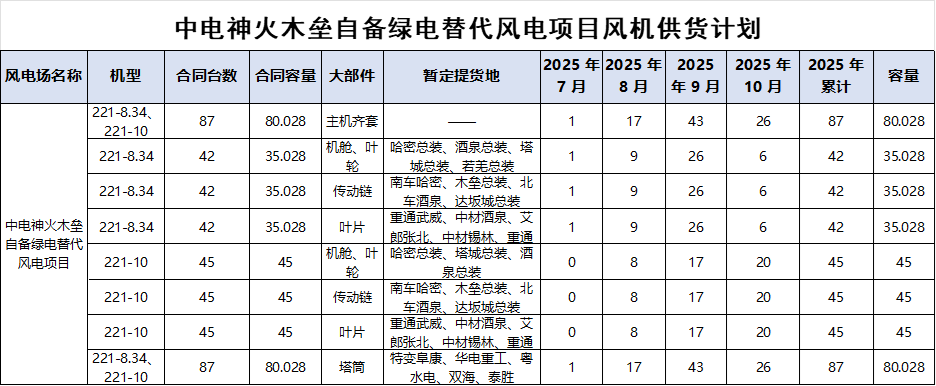 中电神火木垒自备绿电替代风电项目风机供货计划
风电场名称 机型 合同台数 合同容量 大部件 暂定提货地 2025 年 7 月 2025 年 8 月 2025 年 9 月 2025 年 10 月 2025 年 累计 容量
中电神火木垒自备绿电替代风电项目
221-8.34、221-10 87 80.028 主机齐套 —— 1 17 43 26 87 80.028
221-8.34 42 35.028 机舱、叶轮 哈密总装、酒泉总装、塔城总装、若羌总装 1 9 26 6 42 35.028
221-8.34 42 35.028 传动链 南车哈密、木垒总装、北车酒泉、达坂城总装 1 9 26 6 42 35.028
221-8.34 42 35.028 叶片 重通武威、中材酒泉、艾郎张北、中材锡林、重通 1 9 26 6 42 35.028
221-10 45 45 机舱、叶轮 哈密总装、塔城总装、酒泉总装 0 8 17 20 45 45
221-10 45 45 传动链 南车哈密、木垒总装、北车酒泉、达坂城总装 0 8 17 20 45 45
221-10 45 45 叶片 重通武威、中材酒泉、艾郎张北、中材锡林、重通 0 8 17 20 45 45
221-8.34、221-10 87 80.028 塔筒 特变阜康、华电重工、粤水电、双海、泰胜 1 17 43 26 87 80.028